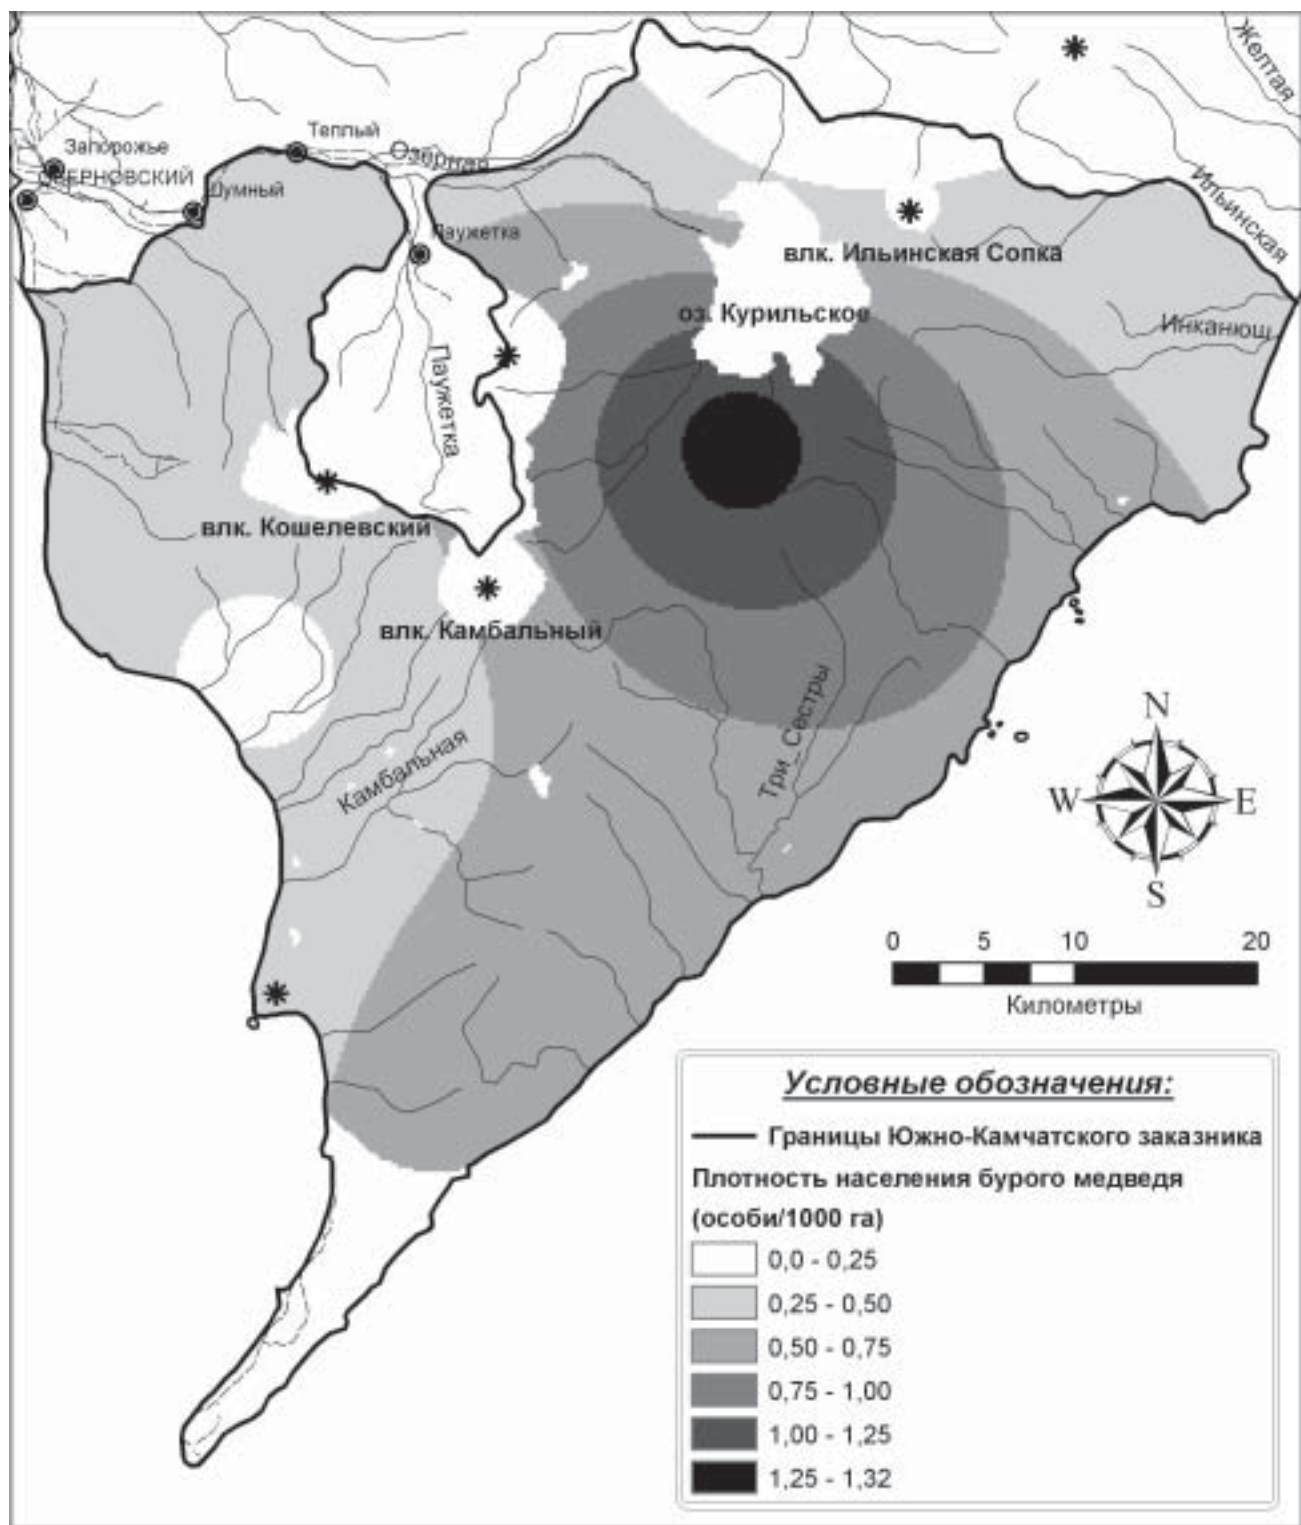 Желтая
Теплый
Озерная
Запорожье
Шумный
Ильинская
Паужетка
влк. Ильинская Сопка
оз. Курильское
Инканюш
Паужетка
влк. Кошелевский
влк. Камбальный
Три_Сестры
Камбальная
N
W E
S
0 5 10 20
Километры
Условные обозначения:
Границы Южно-Камчатского заказника
Плотность населения бурого медведя
(особи/1000 га)
0,0 - 0,25
0,25 - 0,50
0,50 - 0,75
0,75 - 1,00
1,00 - 1,25
1,25 - 1,32